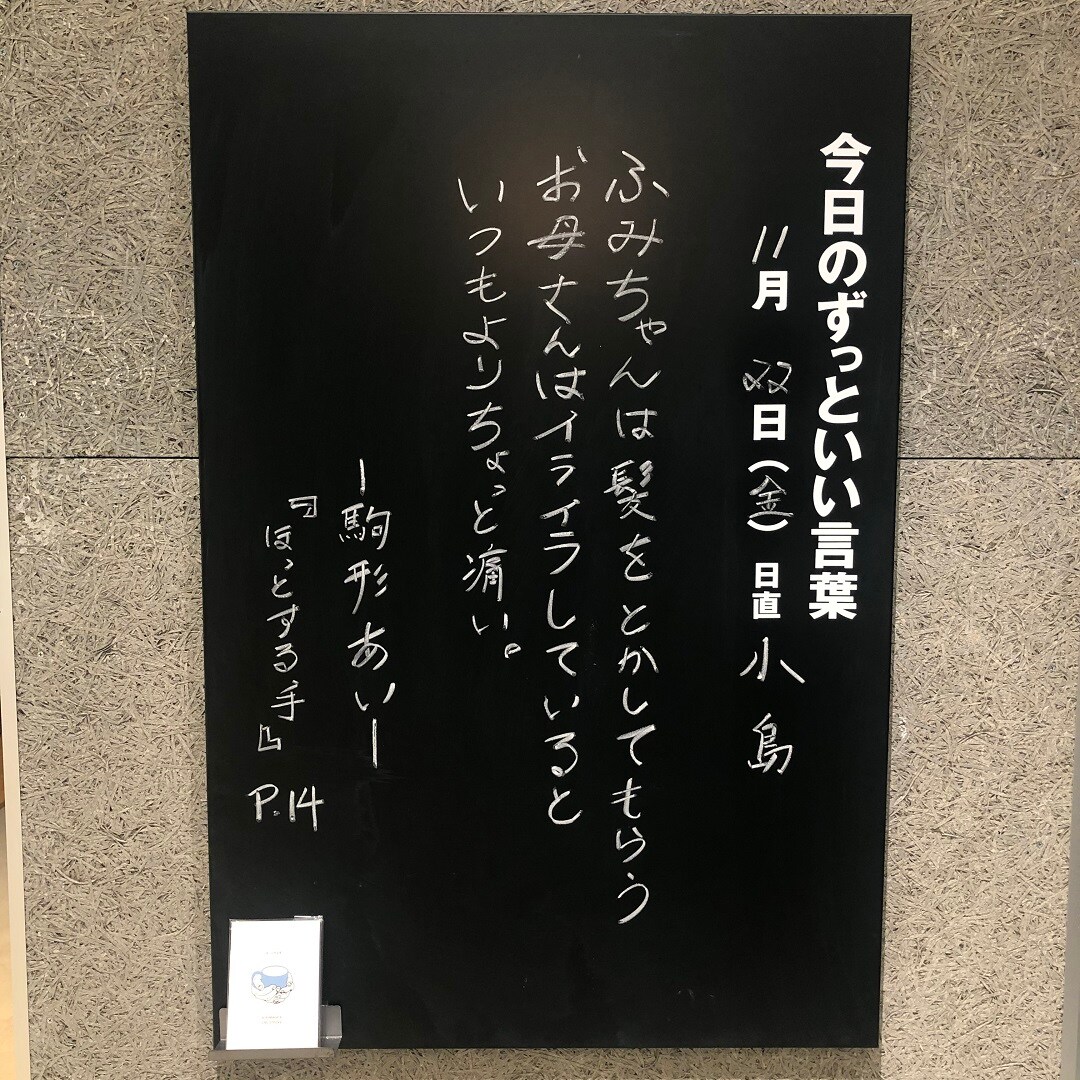 今日のずっといい言葉
11月22日(金)日直 小島
ふみちゃんは髪をとかしてもらう
お母さんはイライラしていると
いつもよりちょっと痛い。
ー駒形あいー
『ほっとする手』P.14